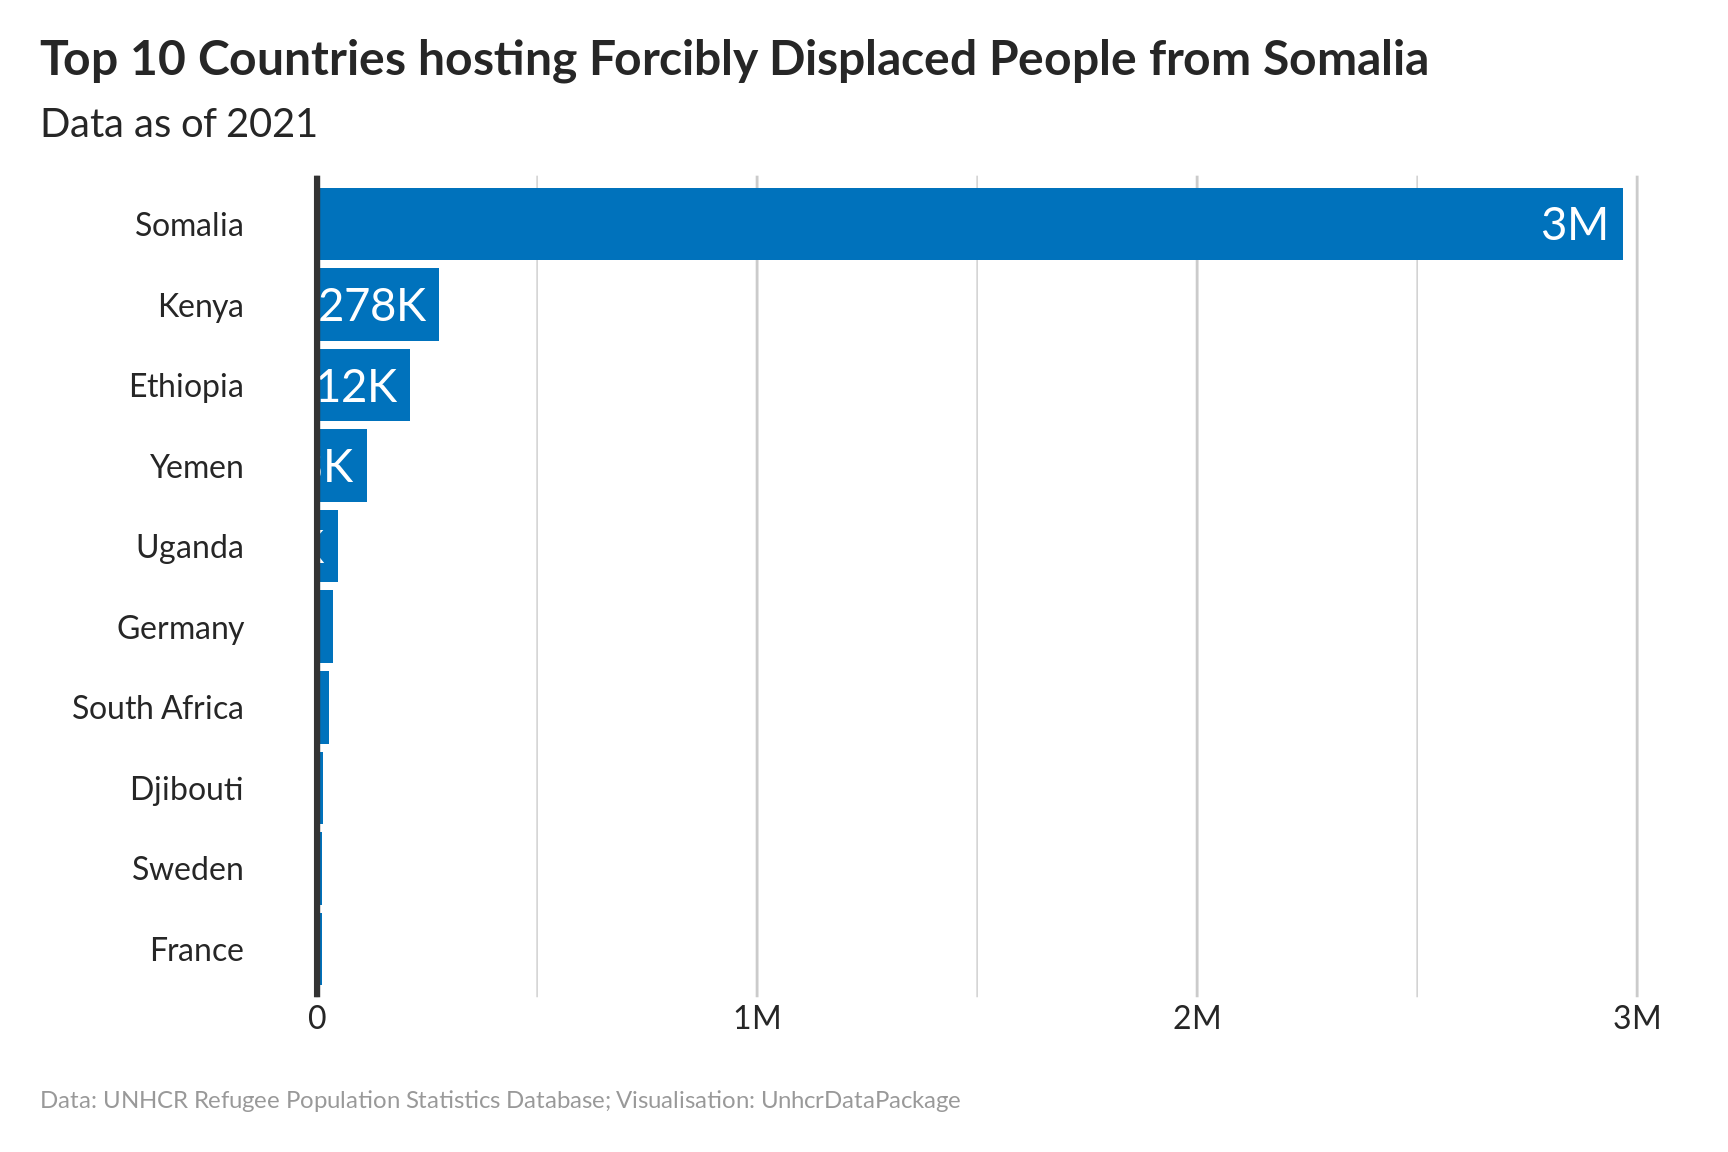 Top 10 Countries hosting Forcibly Displaced People from Somalia
Data as of 2021
Somalia 3M
Kenya 278K
Ethiopia 12K
Yemen K
Uganda
Germany
South Africa
Djibouti
Sweden
France
0 1M 2M 3M
Data: UNHCR Refugee Population Statistics Database; Visualisation: UnhcrDataPackage